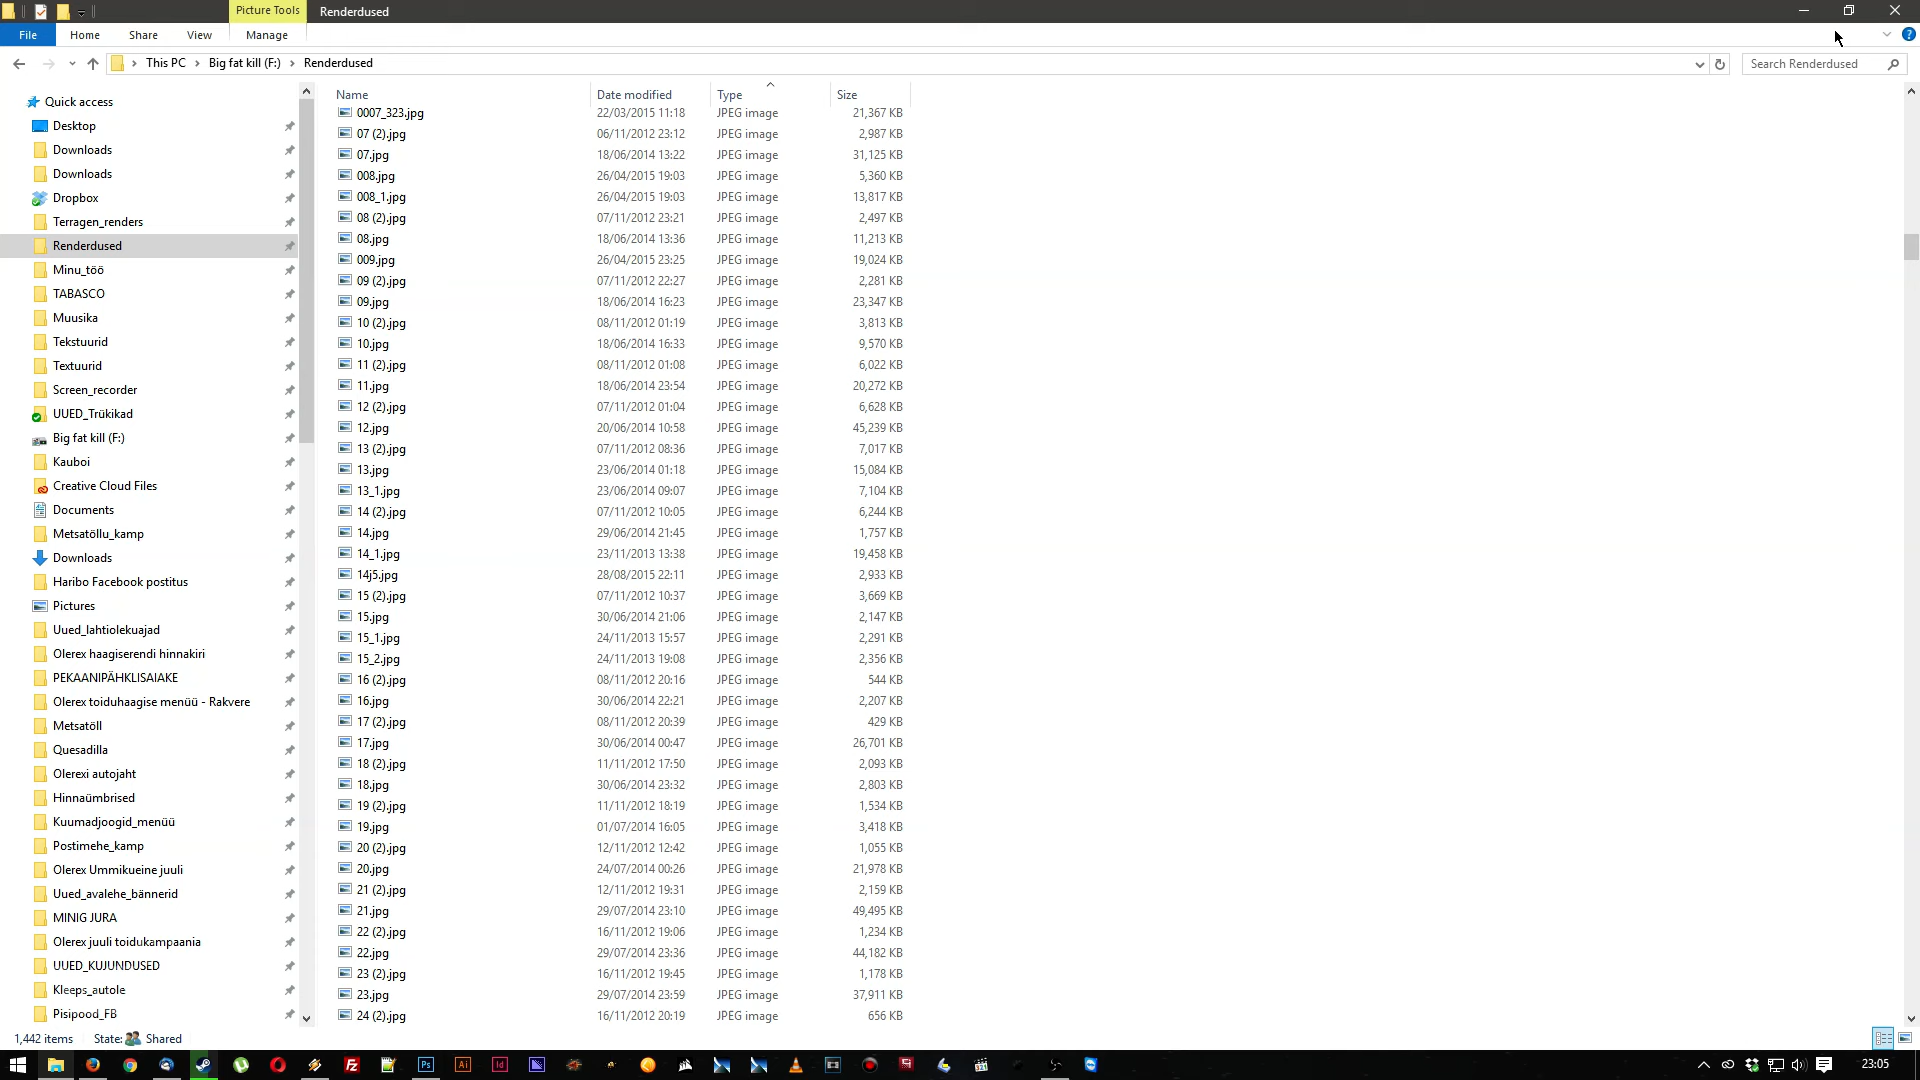 Picture Tools Renderdused
File Home Share View Manage
This PC Big fat kill (F:) Renderdused Search Renderdused
Name Date modified Type Size
Quick access
Desktop
Downloads
Downloads
Dropbox
Terragen_renders
Renderdused
Minu_töö
TABASCO
Muusika
Tekstuurid
Textuurid
Screen_recorder
UUED_Trükikad
Big fat kill (F:)
Kauboi
Creative Cloud Files
Documents
Metsatöllu_kamp
Downloads
Haribo Facebook postitus
Pictures
Uued_lahtiolekuajad
Olerex haagiserendi hinnakiri
PEKAANIPÄHKLISAIAKE
Olerex toiduhaagise menüü - Rakvere
Metsatöll
Quesadilla
Olerexi autojaht
Hinnaümbrised
Kuumadjoogid_menüü
Postimehe_kamp
Olerex Ummikueine juuli
Uued_avalehe_bännerid
MINIG JURA
Olerex juuli toidukampaania
UUED_KUJUNDUSED
Kleeps_autole
Pisipood_FB
0007_323.jpg 22/03/2015 11:18 JPEG image 21,367 KB
07 (2).jpg 06/11/2012 23:12 JPEG image 2,987 KB
07.jpg 18/06/2014 13:22 JPEG image 31,125 KB
008.jpg 26/04/2015 19:03 JPEG image 5,360 KB
008_1.jpg 26/04/2015 19:03 JPEG image 13,817 KB
08 (2).jpg 07/11/2012 23:21 JPEG image 2,497 KB
08.jpg 18/06/2014 13:36 JPEG image 11,213 KB
009.jpg 26/04/2015 23:25 JPEG image 19,024 KB
09 (2).jpg 07/11/2012 22:27 JPEG image 2,281 KB
09.jpg 18/06/2014 16:23 JPEG image 23,347 KB
10 (2).jpg 08/11/2012 01:19 JPEG image 3,813 KB
10.jpg 18/06/2014 16:33 JPEG image 9,570 KB
11 (2).jpg 08/11/2012 01:08 JPEG image 6,022 KB
11.jpg 18/06/2014 23:54 JPEG image 20,272 KB
12 (2).jpg 07/11/2012 01:04 JPEG image 6,628 KB
12.jpg 20/06/2014 10:58 JPEG image 45,239 KB
13 (2).jpg 07/11/2012 08:36 JPEG image 7,017 KB
13.jpg 23/06/2014 01:18 JPEG image 15,084 KB
13_1.jpg 23/06/2014 09:07 JPEG image 7,104 KB
14 (2).jpg 07/11/2012 10:05 JPEG image 6,244 KB
14.jpg 29/06/2014 21:45 JPEG image 1,757 KB
14_1.jpg 23/11/2013 13:38 JPEG image 19,458 KB
14j5.jpg 28/08/2015 22:11 JPEG image 2,933 KB
15 (2).jpg 07/11/2012 10:37 JPEG image 3,669 KB
15.jpg 30/06/2014 21:06 JPEG image 2,147 KB
15_1.jpg 24/11/2013 15:57 JPEG image 2,291 KB
15_2.jpg 24/11/2013 19:08 JPEG image 2,356 KB
16 (2).jpg 08/11/2012 20:16 JPEG image 544 KB
16.jpg 30/06/2014 22:21 JPEG image 2,207 KB
17 (2).jpg 08/11/2012 20:39 JPEG image 429 KB
17.jpg 30/06/2014 00:47 JPEG image 26,701 KB
18 (2).jpg 11/11/2012 17:50 JPEG image 2,093 KB
18.jpg 30/06/2014 23:32 JPEG image 2,803 KB
19 (2).jpg 11/11/2012 18:19 JPEG image 1,534 KB
19.jpg 01/07/2014 16:05 JPEG image 3,418 KB
20 (2).jpg 12/11/2012 12:42 JPEG image 1,055 KB
20.jpg 24/07/2014 00:26 JPEG image 21,978 KB
21 (2).jpg 12/11/2012 19:31 JPEG image 2,159 KB
21.jpg 29/07/2014 23:10 JPEG image 49,495 KB
22 (2).jpg 16/11/2012 19:06 JPEG image 1,234 KB
22.jpg 29/07/2014 23:36 JPEG image 44,182 KB
23 (2).jpg 16/11/2012 19:45 JPEG image 1,178 KB
23.jpg 29/07/2014 23:59 JPEG image 37,911 KB
24 (2).jpg 16/11/2012 20:19 JPEG image 656 KB
1,442 items State: Shared
Ps Ai Id 23:05